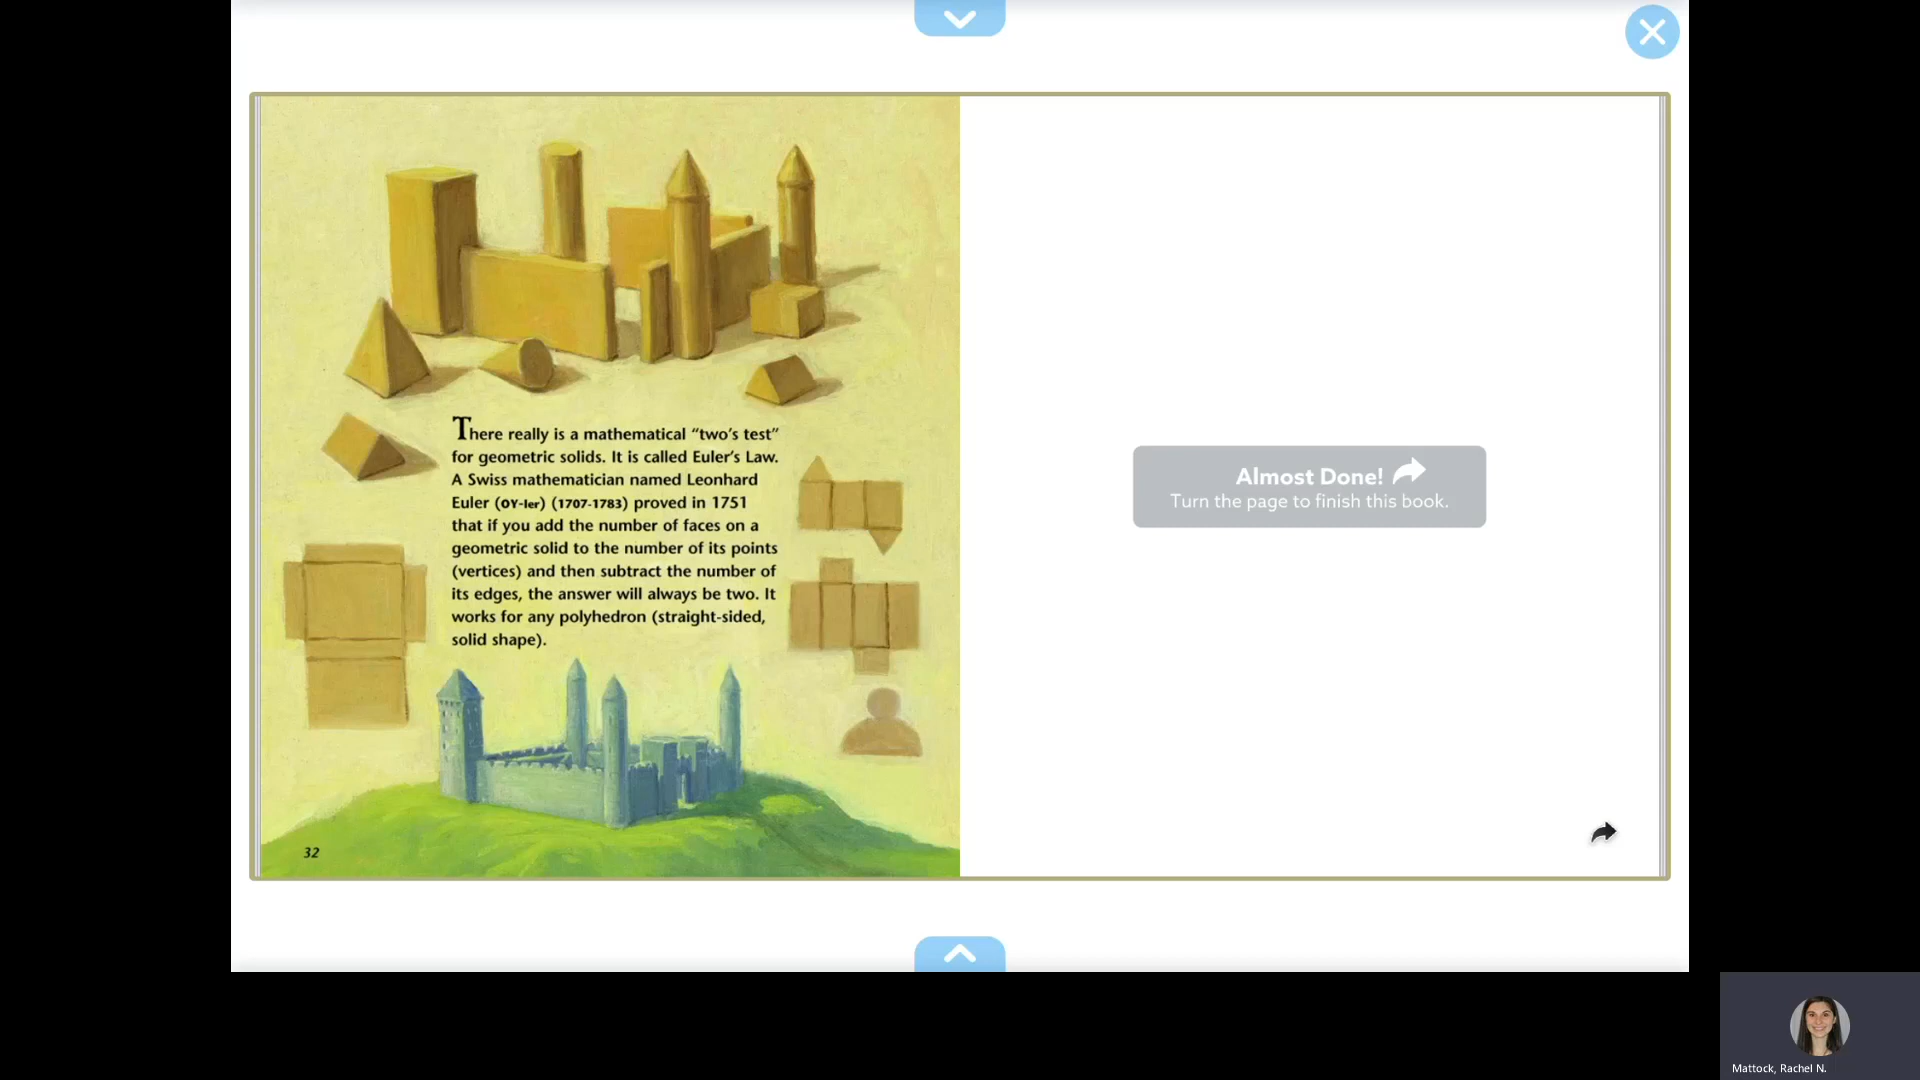 There really is a mathematical “two’s test”
for geometric solids. It is called Euler’s Law.
A Swiss mathematician named Leonhard
Euler (OY-ler) (1707-1783) proved in 1751
that if you add the number of faces on a
geometric solid to the number of its points
(vertices) and then subtract the number of
its edges, the answer will always be two. It
works for any polyhedron (straight-sided,
solid shape).
32
Almost Done!
Turn the page to finish this book.
Mattock, Rachel N.